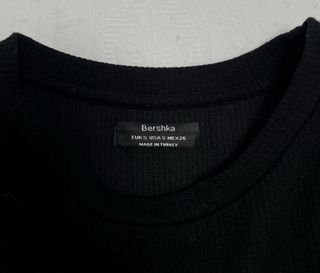 Bershka
EUR S USA S MEX 26
MADE IN TURKEY